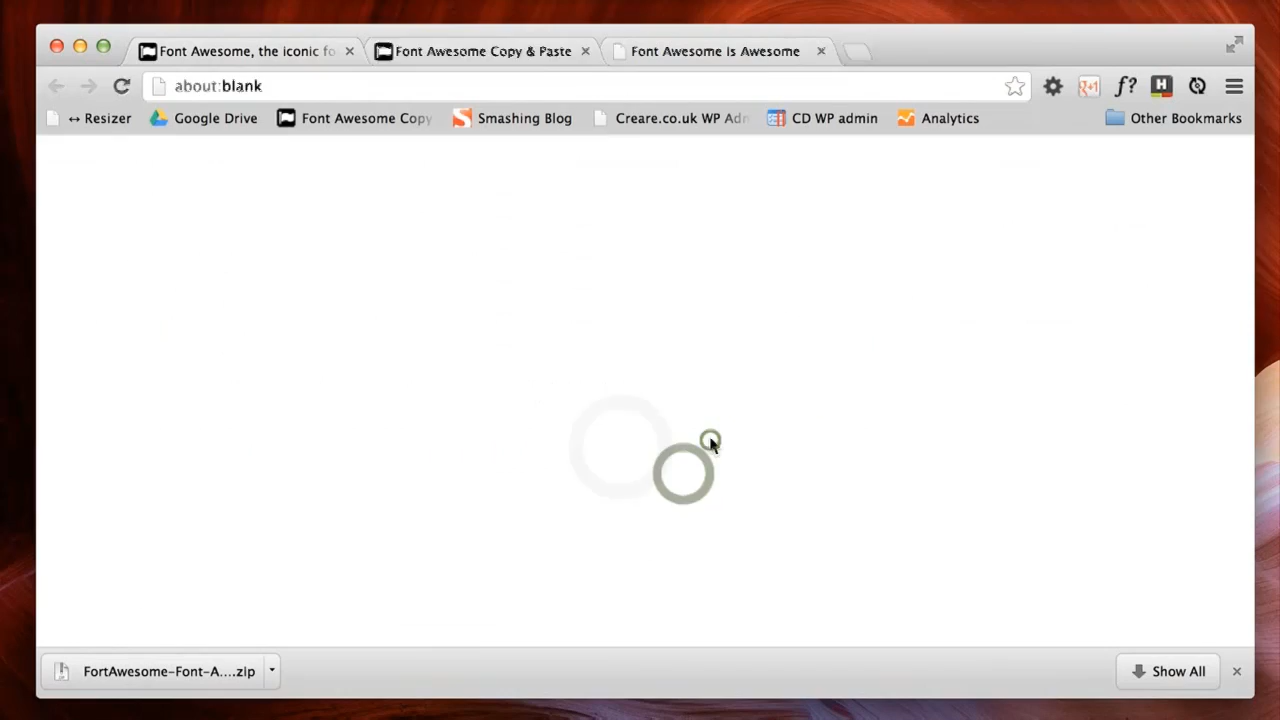 Font Awesome, the iconic fo
Font Awesome Copy & Paste
Font Awesome is Awesome
about:blank
g+1
f?
H
↔ Resizer
Google Drive
Font Awesome Copy
Smashing Blog
Creare.co.uk WP Adm
CD WP admin
Analytics
Other Bookmarks
FortAwesome-Font-A....zip
Show All